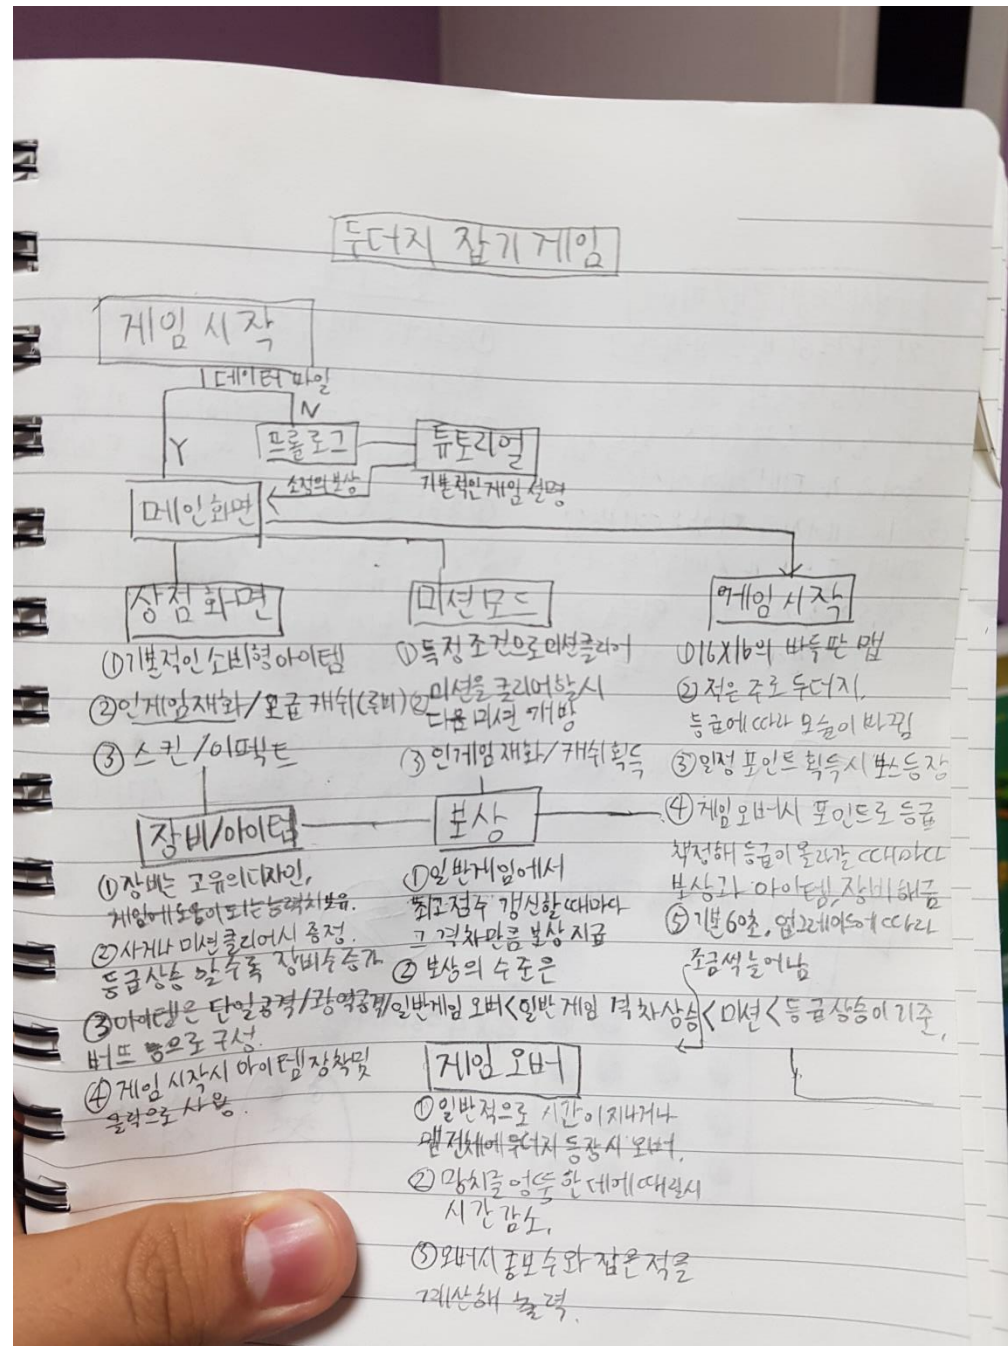 두더지 잡기 게임
게임 시작
데이터 파일
N
Y
프롤로그
튜토리얼
소정의 보상
기본적인 게임 설명
메인화면
상점화면
①기본적인 소비형아이템
②인게임재화/ 캐쉬(루비)
③ 스킨/이펙트
미션모드
①특정조건으로미션클리어
②미션을 클리어할시
다음 미션 개방
③ 인게임재화/캐쉬획득
게임시작
①16X16의 바둑판 맵
② 적은 주로 두더지,
등급에따라 모습이 바뀜
③일정 포인트 획득시 보스등장
④ 게임오버시 포인트로 등급
책정해 등급이 올라갈 때마다
보상과 아이템, 장비해금
⑤ 기본60초, 업그레이드에 따라
조금씩 늘어남
장비/아이템
① 장비는 고유의디자인,
게임에도움이되는능력치보유.
②사거나 미션클리어시 증정.
등급상승 할수록 장비수증가
③아이템은 단일공격/광역공격/
버프 등으로 구성.
④ 게임 시작시 아이템장착및
클릭으로 사용.
보상
①일반게임에서
최고점수 갱신할때마다
그 격차만큼 보상지급
② 보상의 수준은
일반게임 오버<일반게임 격차상승<미션<등급상승이 기준.
게임오버
①일반적으로 시간이지나거나
맵전체에두더지 등장시 오버.
② 망치를 엉뚱한데에때릴시
시간감소.
③오버시 와 잡은적을
계산해 출력.